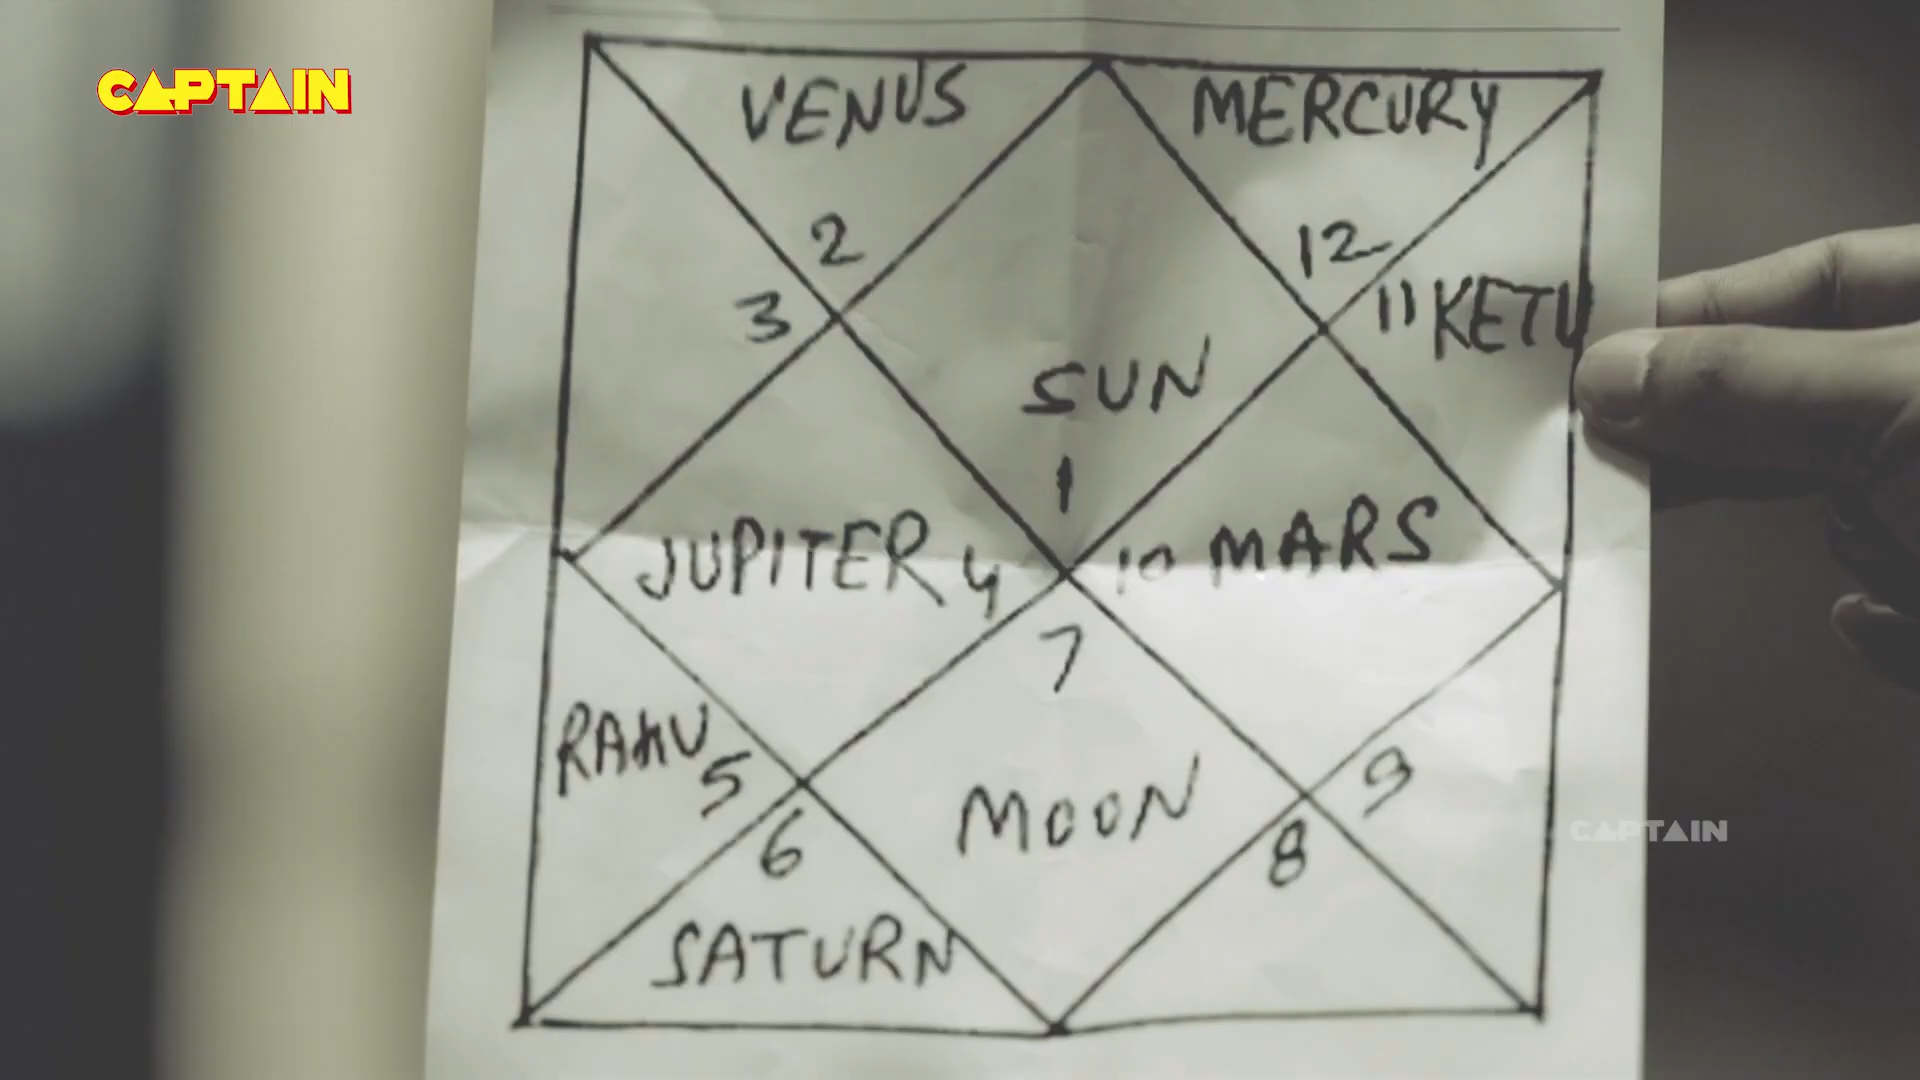 CAPTAIN
VENUS
MERCURY
2
12
3
11 KETU
SUN
1
JUPITER 4
10 MARS
7
RAHU
5
MOON
9
6
8
CAPTAIN
SATURN